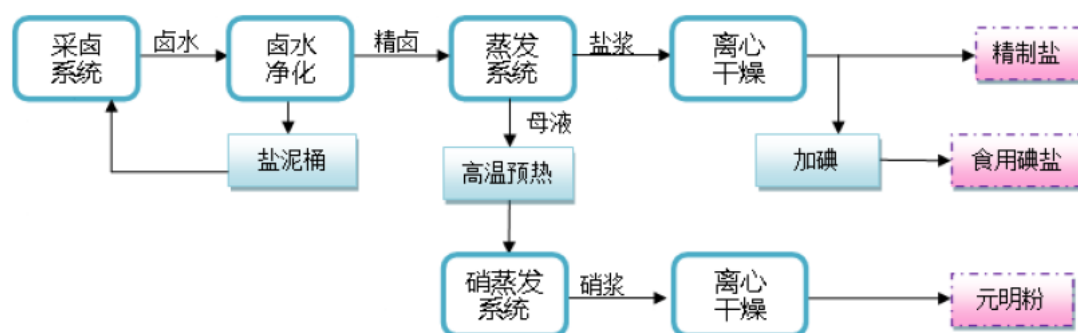 采卤
系统
卤水
卤水
净化
精卤
蒸发
系统
盐浆
离心
干燥
精制盐
母液
盐泥桶
高温预热
加碘
食用碘盐
硝蒸发
系统
硝浆
离心
干燥
元明粉